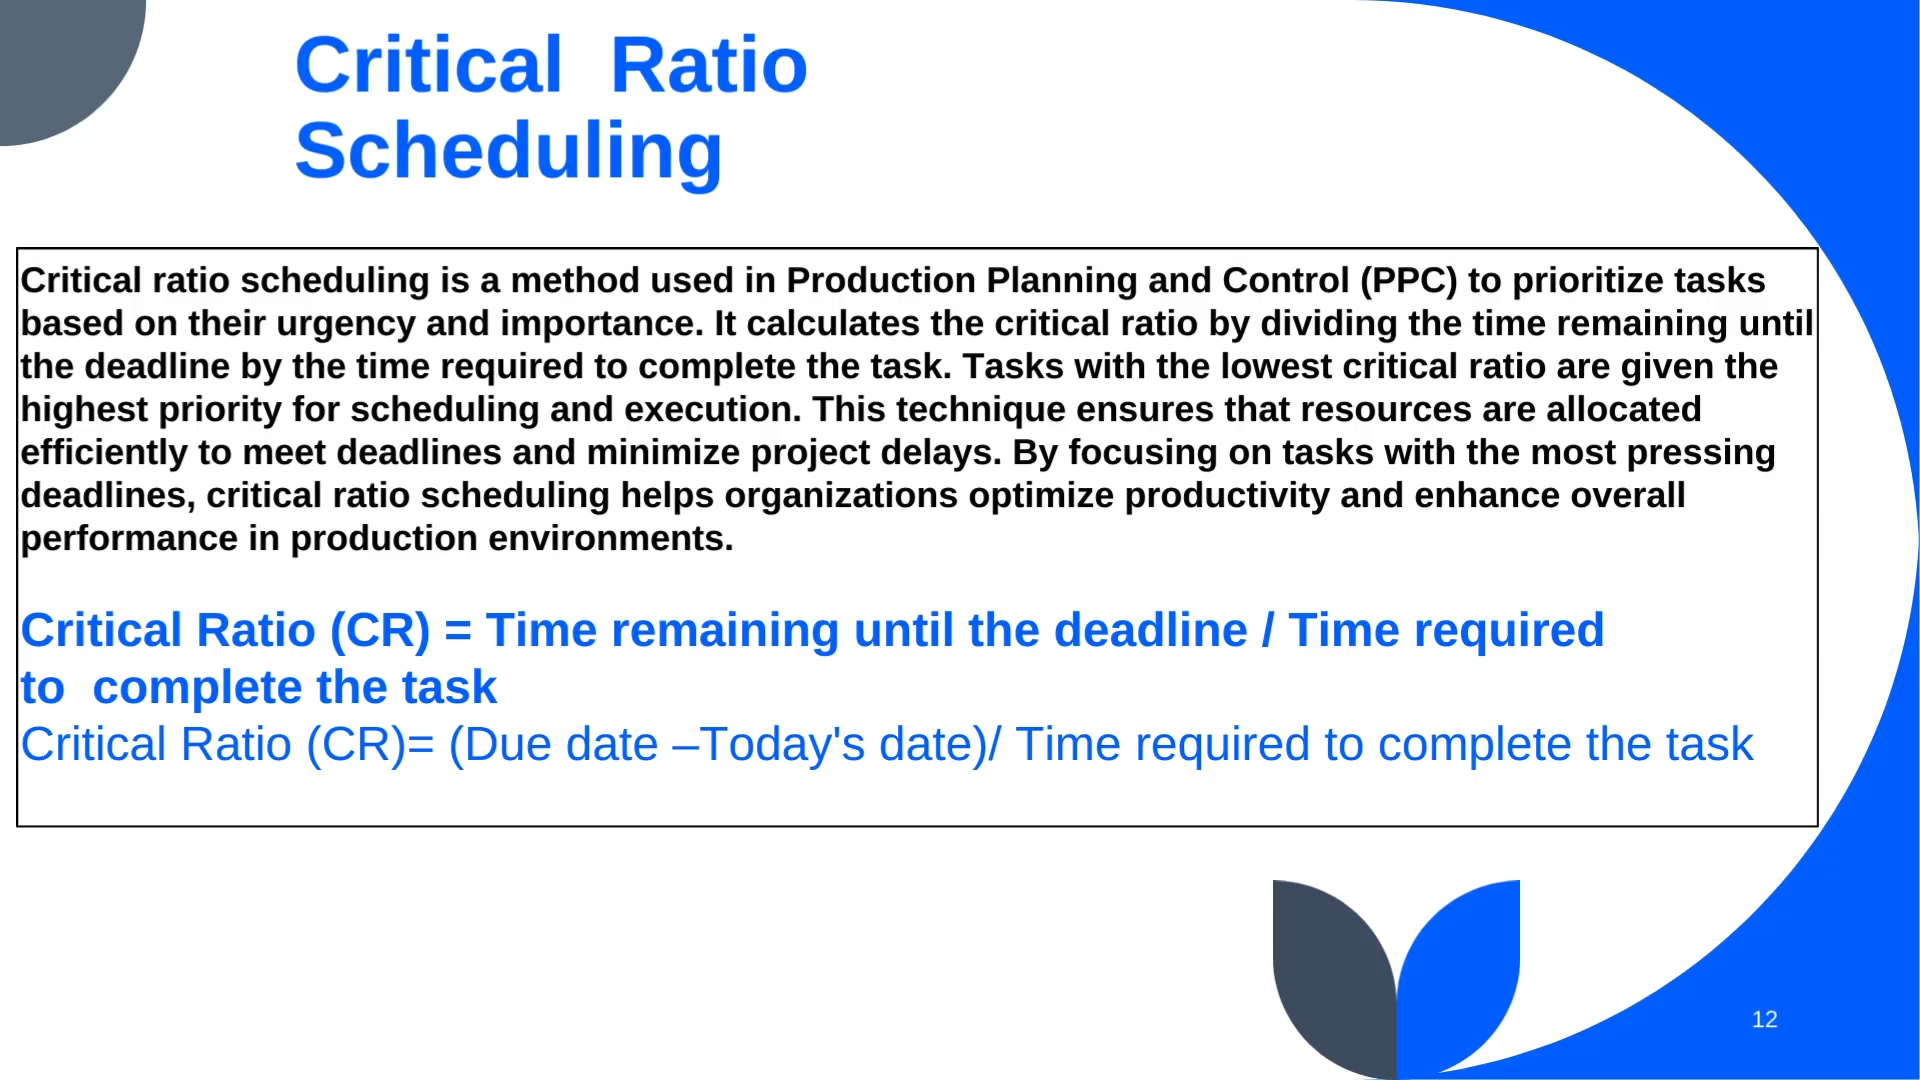 Critical  Ratio
Scheduling
Critical ratio scheduling is a method used in Production Planning and Control (PPC) to prioritize tasks
based on their urgency and importance. It calculates the critical ratio by dividing the time remaining until
the deadline by the time required to complete the task. Tasks with the lowest critical ratio are given the
highest priority for scheduling and execution. This technique ensures that resources are allocated
efficiently to meet deadlines and minimize project delays. By focusing on tasks with the most pressing
deadlines, critical ratio scheduling helps organizations optimize productivity and enhance overall
performance in production environments.
Critical Ratio (CR) = Time remaining until the deadline / Time required
to  complete the task
Critical Ratio (CR)= (Due date –Today's date)/ Time required to complete the task
12